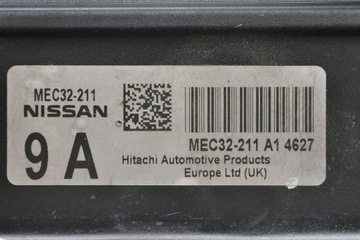 MEC32-211
NISSAN
9 A
MEC32-211 A1 4627
Hitachi Automotive Products
Europe Ltd (UK)